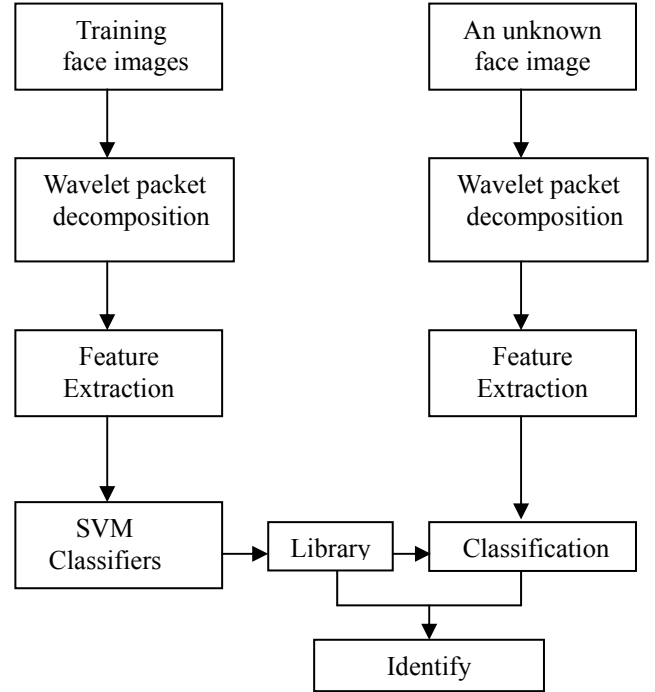 Training
face images
An unknown
face image
Wavelet packet
decomposition
Wavelet packet
decomposition
Feature
Extraction
Feature
Extraction
SVM
Classifiers
Library
Classification
Identify